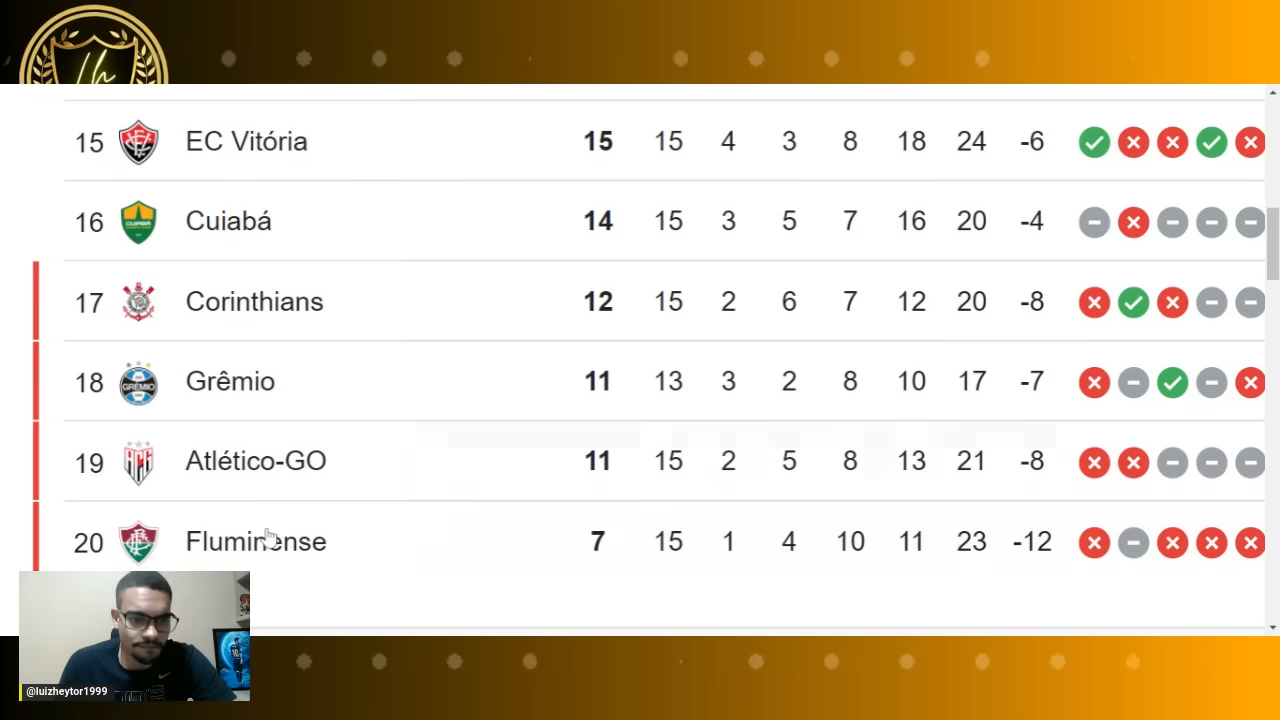 lh
15 EC Vitória 15 15 4 3 8 18 24 -6
16 Cuiabá 14 15 3 5 7 16 20 -4
17 Corinthians 12 15 2 6 7 12 20 -8
18 Grêmio 11 13 3 2 8 10 17 -7
19 Atlético-GO 11 15 2 5 8 13 21 -8
20 Fluminense 7 15 1 4 10 11 23 -12
@luizheytor1999